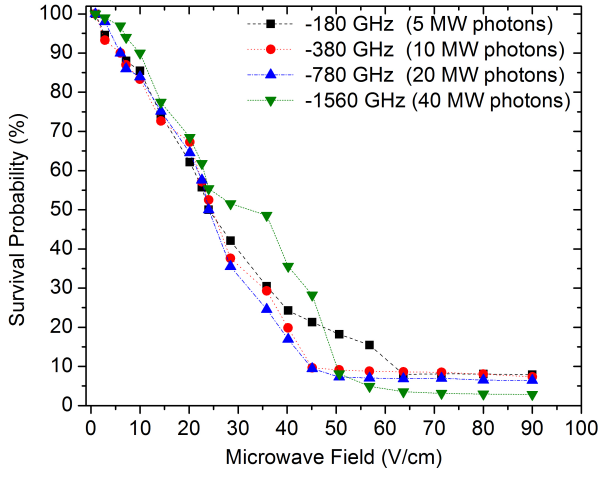 100
90
80
70
60
50
40
30
20
10
0
Survival Probability (%)
-180 GHz (5 MW photons)
-380 GHz (10 MW photons)
-780 GHz (20 MW photons)
-1560 GHz (40 MW photons)
0 10 20 30 40 50 60 70 80 90 100
Microwave Field (V/cm)